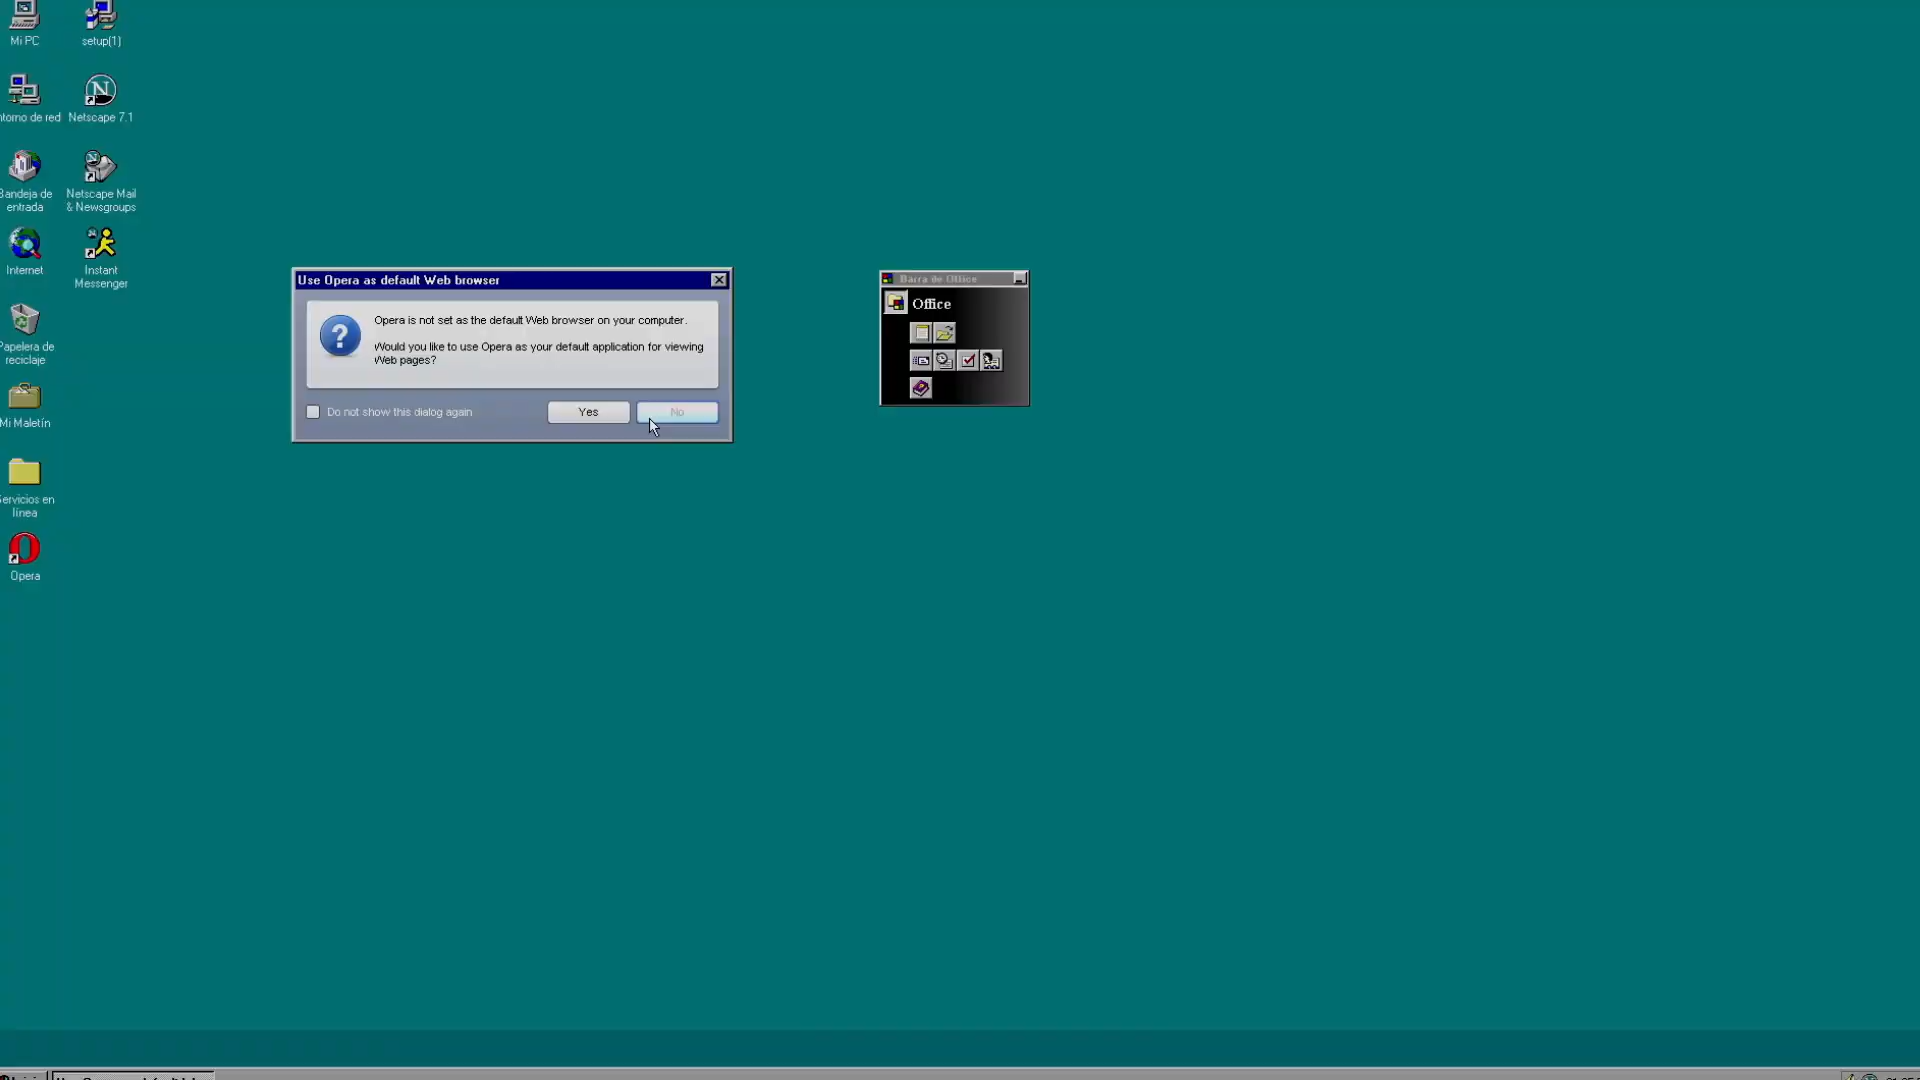 Mi PC
setup(1)
ntorno de red
Netscape 7.1
Bandeja de
entrada
Netscape Mail
& Newsgroups
Internet
Instant
Messenger
Papelera de
reciclaje
Mi Maletín
Servicios en
línea
Opera
Use Opera as default Web browser
Opera is not set as the default Web browser on your computer.
Would you like to use Opera as your default application for viewing
Web pages?
Do not show this dialog again
Yes
No
Barra de Office
Office